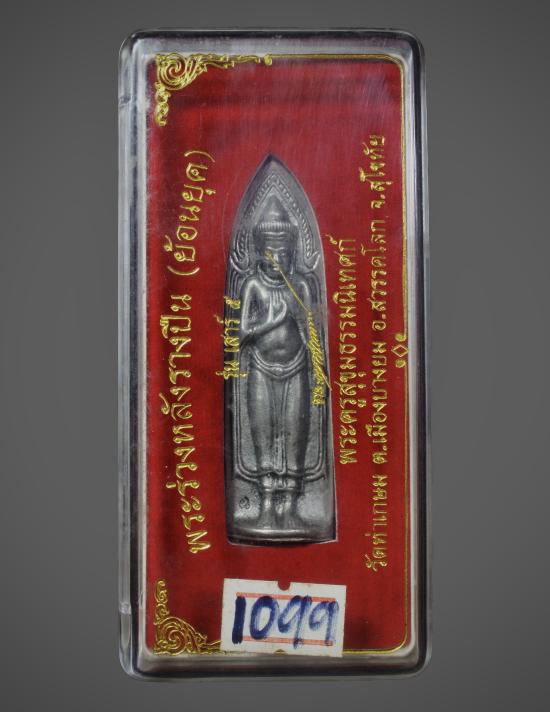 พระร่วงหลังรางปืน (ย้อนยุค)
รุ่น เสาร์ ๕
พระครูสุขุมธรรมนิเทศก์
วัดท่าเกษม ต.เมืองบางยม อ.สวรรคโลก จ.สุโขทัย
1099